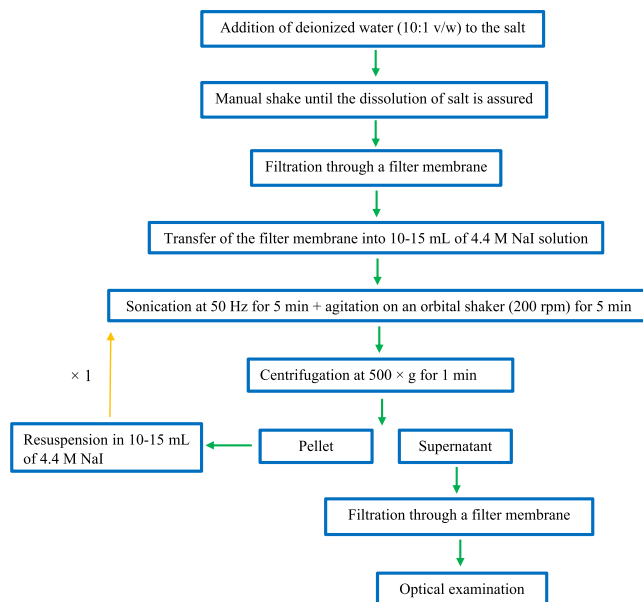 Addition of deionized water (10:1 v/w) to the salt
Manual shake until the dissolution of salt is assured
Filtration through a filter membrane
Transfer of the filter membrane into 10-15 mL of 4.4 M NaI solution
Sonication at 50 Hz for 5 min + agitation on an orbital shaker (200 rpm) for 5 min
× 1
Centrifugation at 500 × g for 1 min
Resuspension in 10-15 mL
of 4.4 M NaI
Pellet
Supernatant
Filtration through a filter membrane
Optical examination